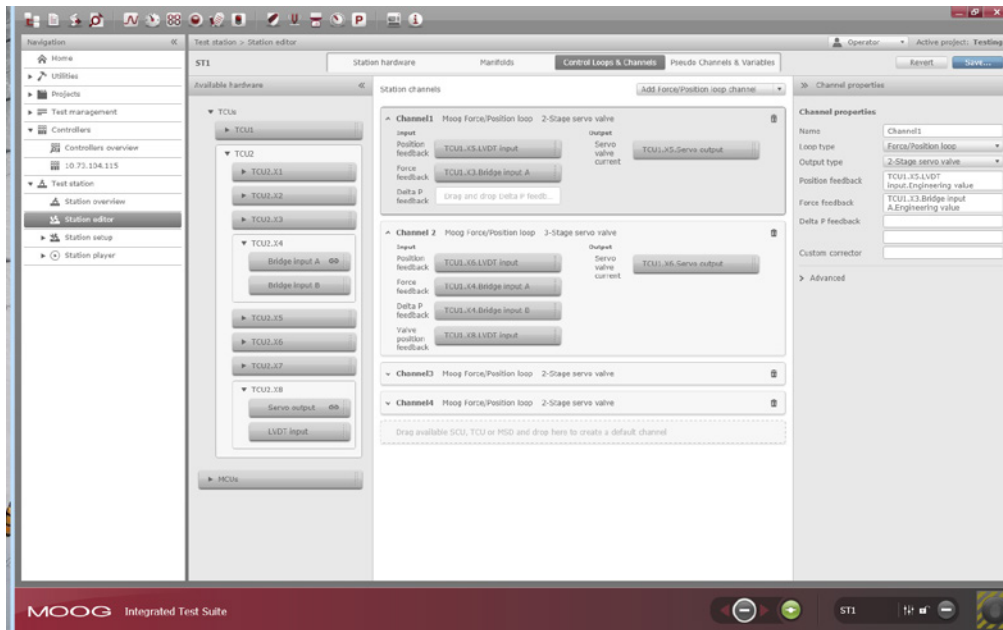 P
Navigation
Home
Utilities
Projects
Test management
Controllers
Controllers overview
10.73.104.115
Test station
Station overview
Station editor
Station setup
Station player
Test station > Station editor
Operator
Active project: Testing
ST1
Station hardware
Manifolds
Control Loops & Channels
Pseudo Channels & Variables
Revert
Save...
Available hardware
TCUs
TCU1
TCU2
TCU2.X1
TCU2.X2
TCU2.X3
TCU2.X4
Bridge input A
Bridge input B
TCU2.X5
TCU2.X6
TCU2.X7
TCU2.X8
Servo output
LVDT input
MCUs
Station channels
Add Force/Position loop channel
Channel1 Moog Force/Position loop 2-Stage servo valve
Input
Output
Position feedback
TCU1.X5.LVDT input
Servo valve current
TCU1.X5.Servo output
Force feedback
TCU1.X3.Bridge input A
Delta P feedback
Drag and drop Delta P feedb...
Channel 2 Moog Force/Position loop 3-Stage servo valve
Input
Output
Position feedback
TCU1.X6.LVDT input
Servo valve current
TCU1.X6.Servo output
Force feedback
TCU1.X4.Bridge input A
Delta P feedback
TCU1.X4.Bridge input B
Valve position feedback
TCU1.X8.LVDT input
Channel3 Moog Force/Position loop 2-Stage servo valve
Channel4 Moog Force/Position loop 2-Stage servo valve
Drag available SCU, TCU or MSD and drop here to create a default channel
Channel properties
Channel properties
Name
Channel1
Loop type
Force/Position loop
Output type
2-Stage servo valve
Position feedback
TCU1.X5.LVDT
input.Engineering value
Force feedback
TCU1.X3.Bridge input
A.Engineering value
Delta P feedback
Custom corrector
Advanced
MOOG Integrated Test Suite
ST1